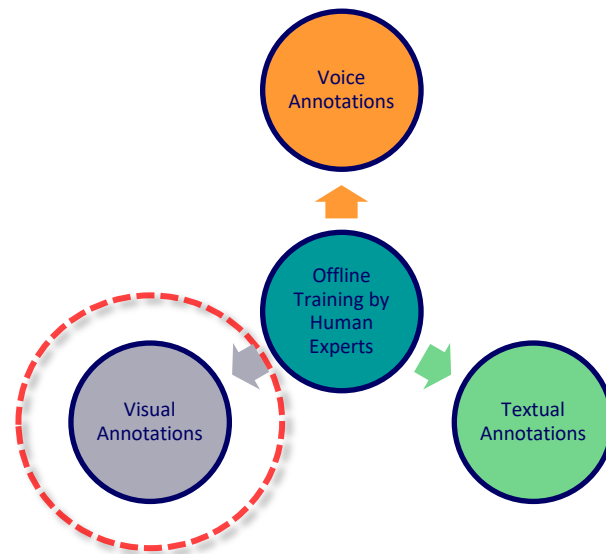 Voice
Annotations
Offline
Training by
Human
Experts
Visual
Annotations
Textual
Annotations